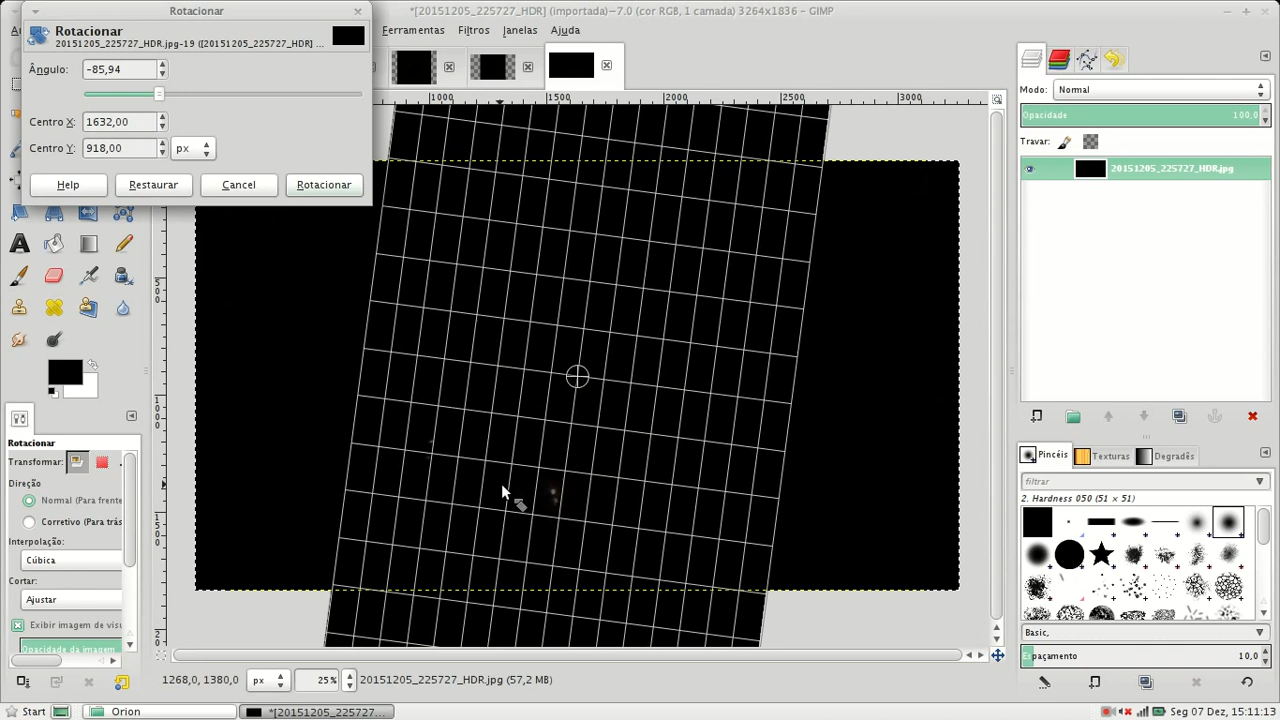 Rotacionar
*[20151205_225727_HDR] (importada)-7.0 (cor RGB, 1 camada) 3264x1836 – GIMP
Rotacionar
20151205_225727_HDR.jpg-19 ([20151205_225727_HDR] ...
Ferramentas Filtros Janelas Ajuda
Ângulo: -85,94
Centro X: 1632,00
Centro Y: 918,00 px
Help Restaurar Cancel Rotacionar
1000 1500 2000 2500 3000
500
1000
1500
Modo: Normal
Opacidade 100,0
Travar:
20151205_225727_HDR.jpg
Rotacionar
Transformar:
Direção
Normal (Para frente
Corretivo (Para trás
Interpolação:
Cúbica
Cortar:
Ajustar
Exibir imagem de visu
Opacidade da imagem
Pincéis Texturas Degradês
filtrar
2. Hardness 050 (51 × 51)
Basic,
Espaçamento 10,0
1268,0, 1380,0 px 25% 20151205_225727_HDR.jpg (57,2 MB)
Start Orion *[20151205_225727... Seg 07 Dez, 15:11:13